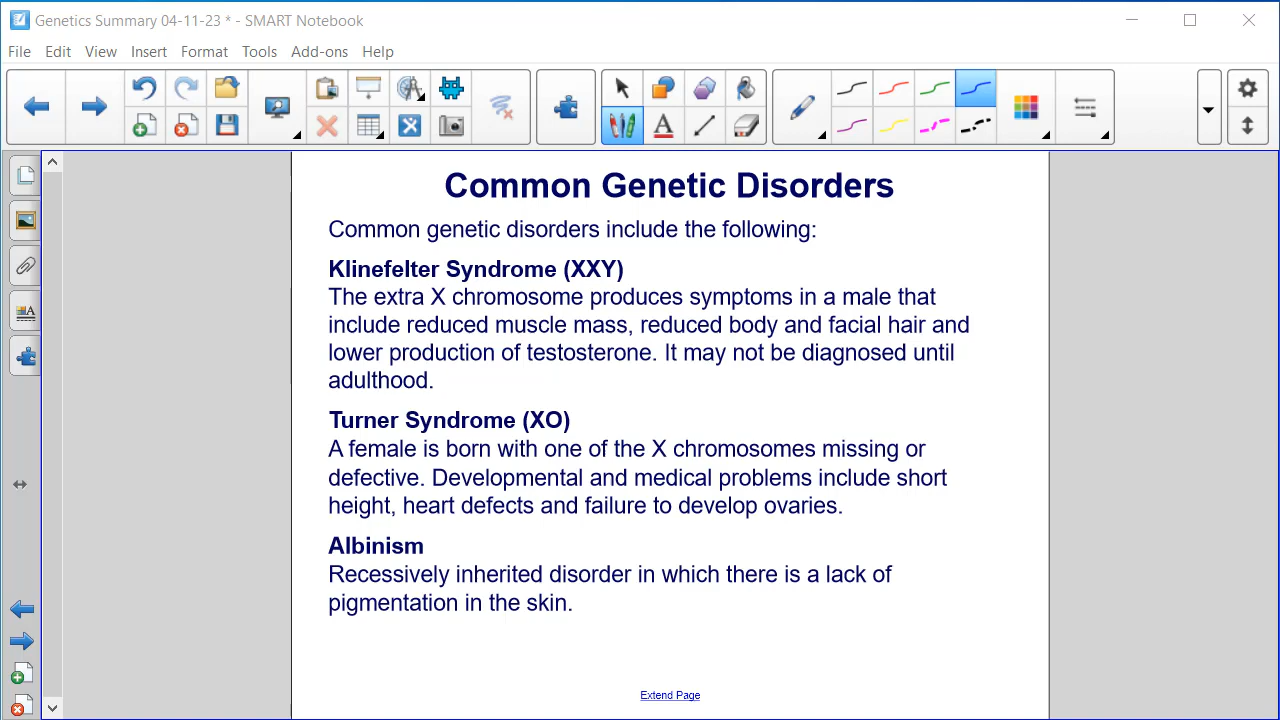 Genetics Summary 04-11-23 * - SMART Notebook
File Edit View Insert Format Tools Add-ons Help
Common Genetic Disorders
Common genetic disorders include the following:
Klinefelter Syndrome (XXY)
The extra X chromosome produces symptoms in a male that
include reduced muscle mass, reduced body and facial hair and
lower production of testosterone. It may not be diagnosed until
adulthood.
Turner Syndrome (XO)
A female is born with one of the X chromosomes missing or
defective. Developmental and medical problems include short
height, heart defects and failure to develop ovaries.
Albinism
Recessively inherited disorder in which there is a lack of
pigmentation in the skin.
Extend Page